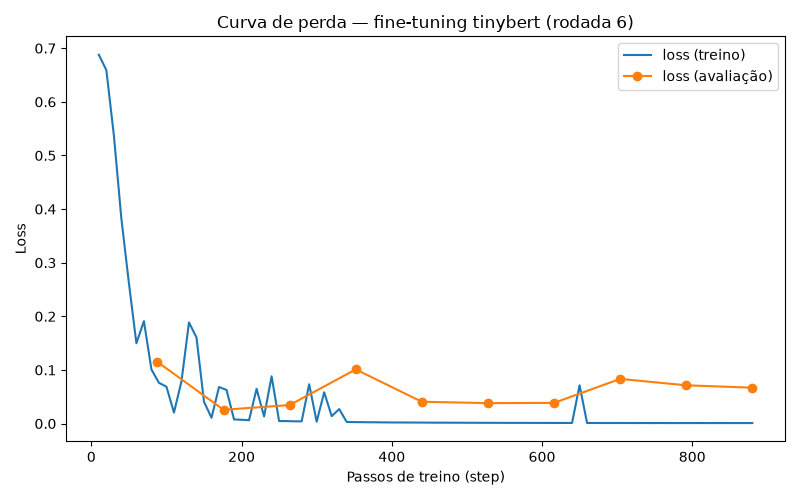 Curva de perda — fine-tuning tinybert (rodada 6)
loss (treino)
loss (avaliação)
Loss
0.7
0.6
0.5
0.4
0.3
0.2
0.1
0.0
0 200 400 600 800
Passos de treino (step)